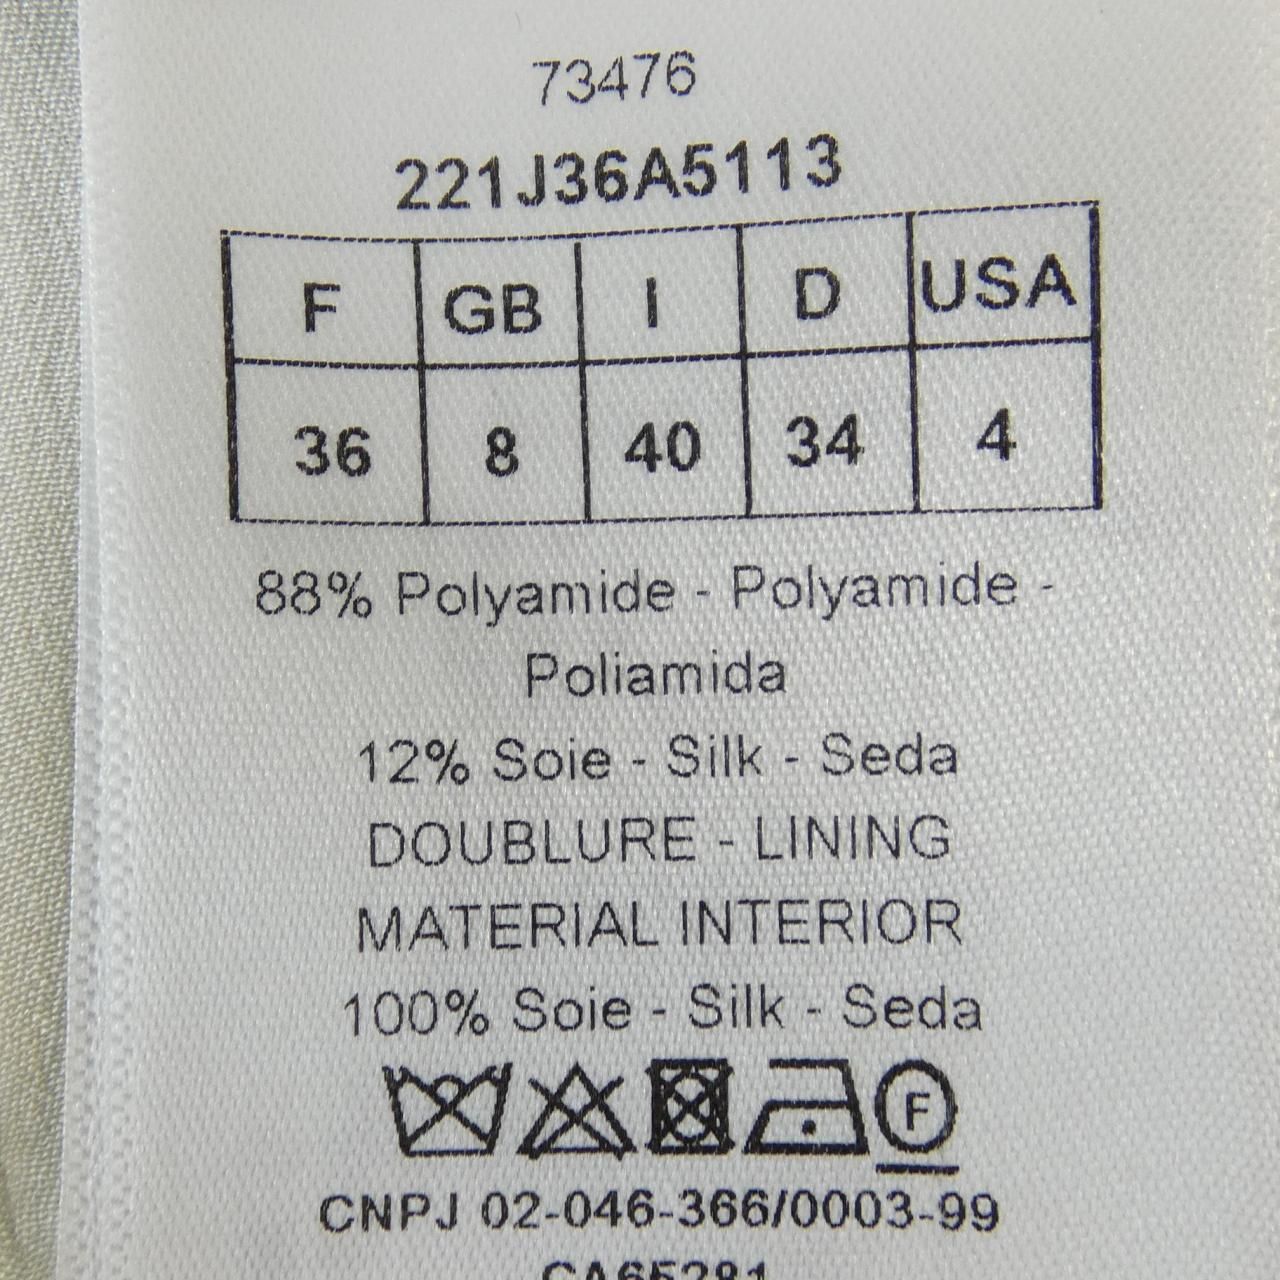 73476
221J36A5113
F GB I D USA
36 8 40 34 4
88% Polyamide - Polyamide -
Poliamida
12% Soie - Silk - Seda
DOUBLURE - LINING
MATERIAL INTERIOR
100% Soie - Silk - Seda
F
CNPJ 02-046-366/0003-99
CA65281